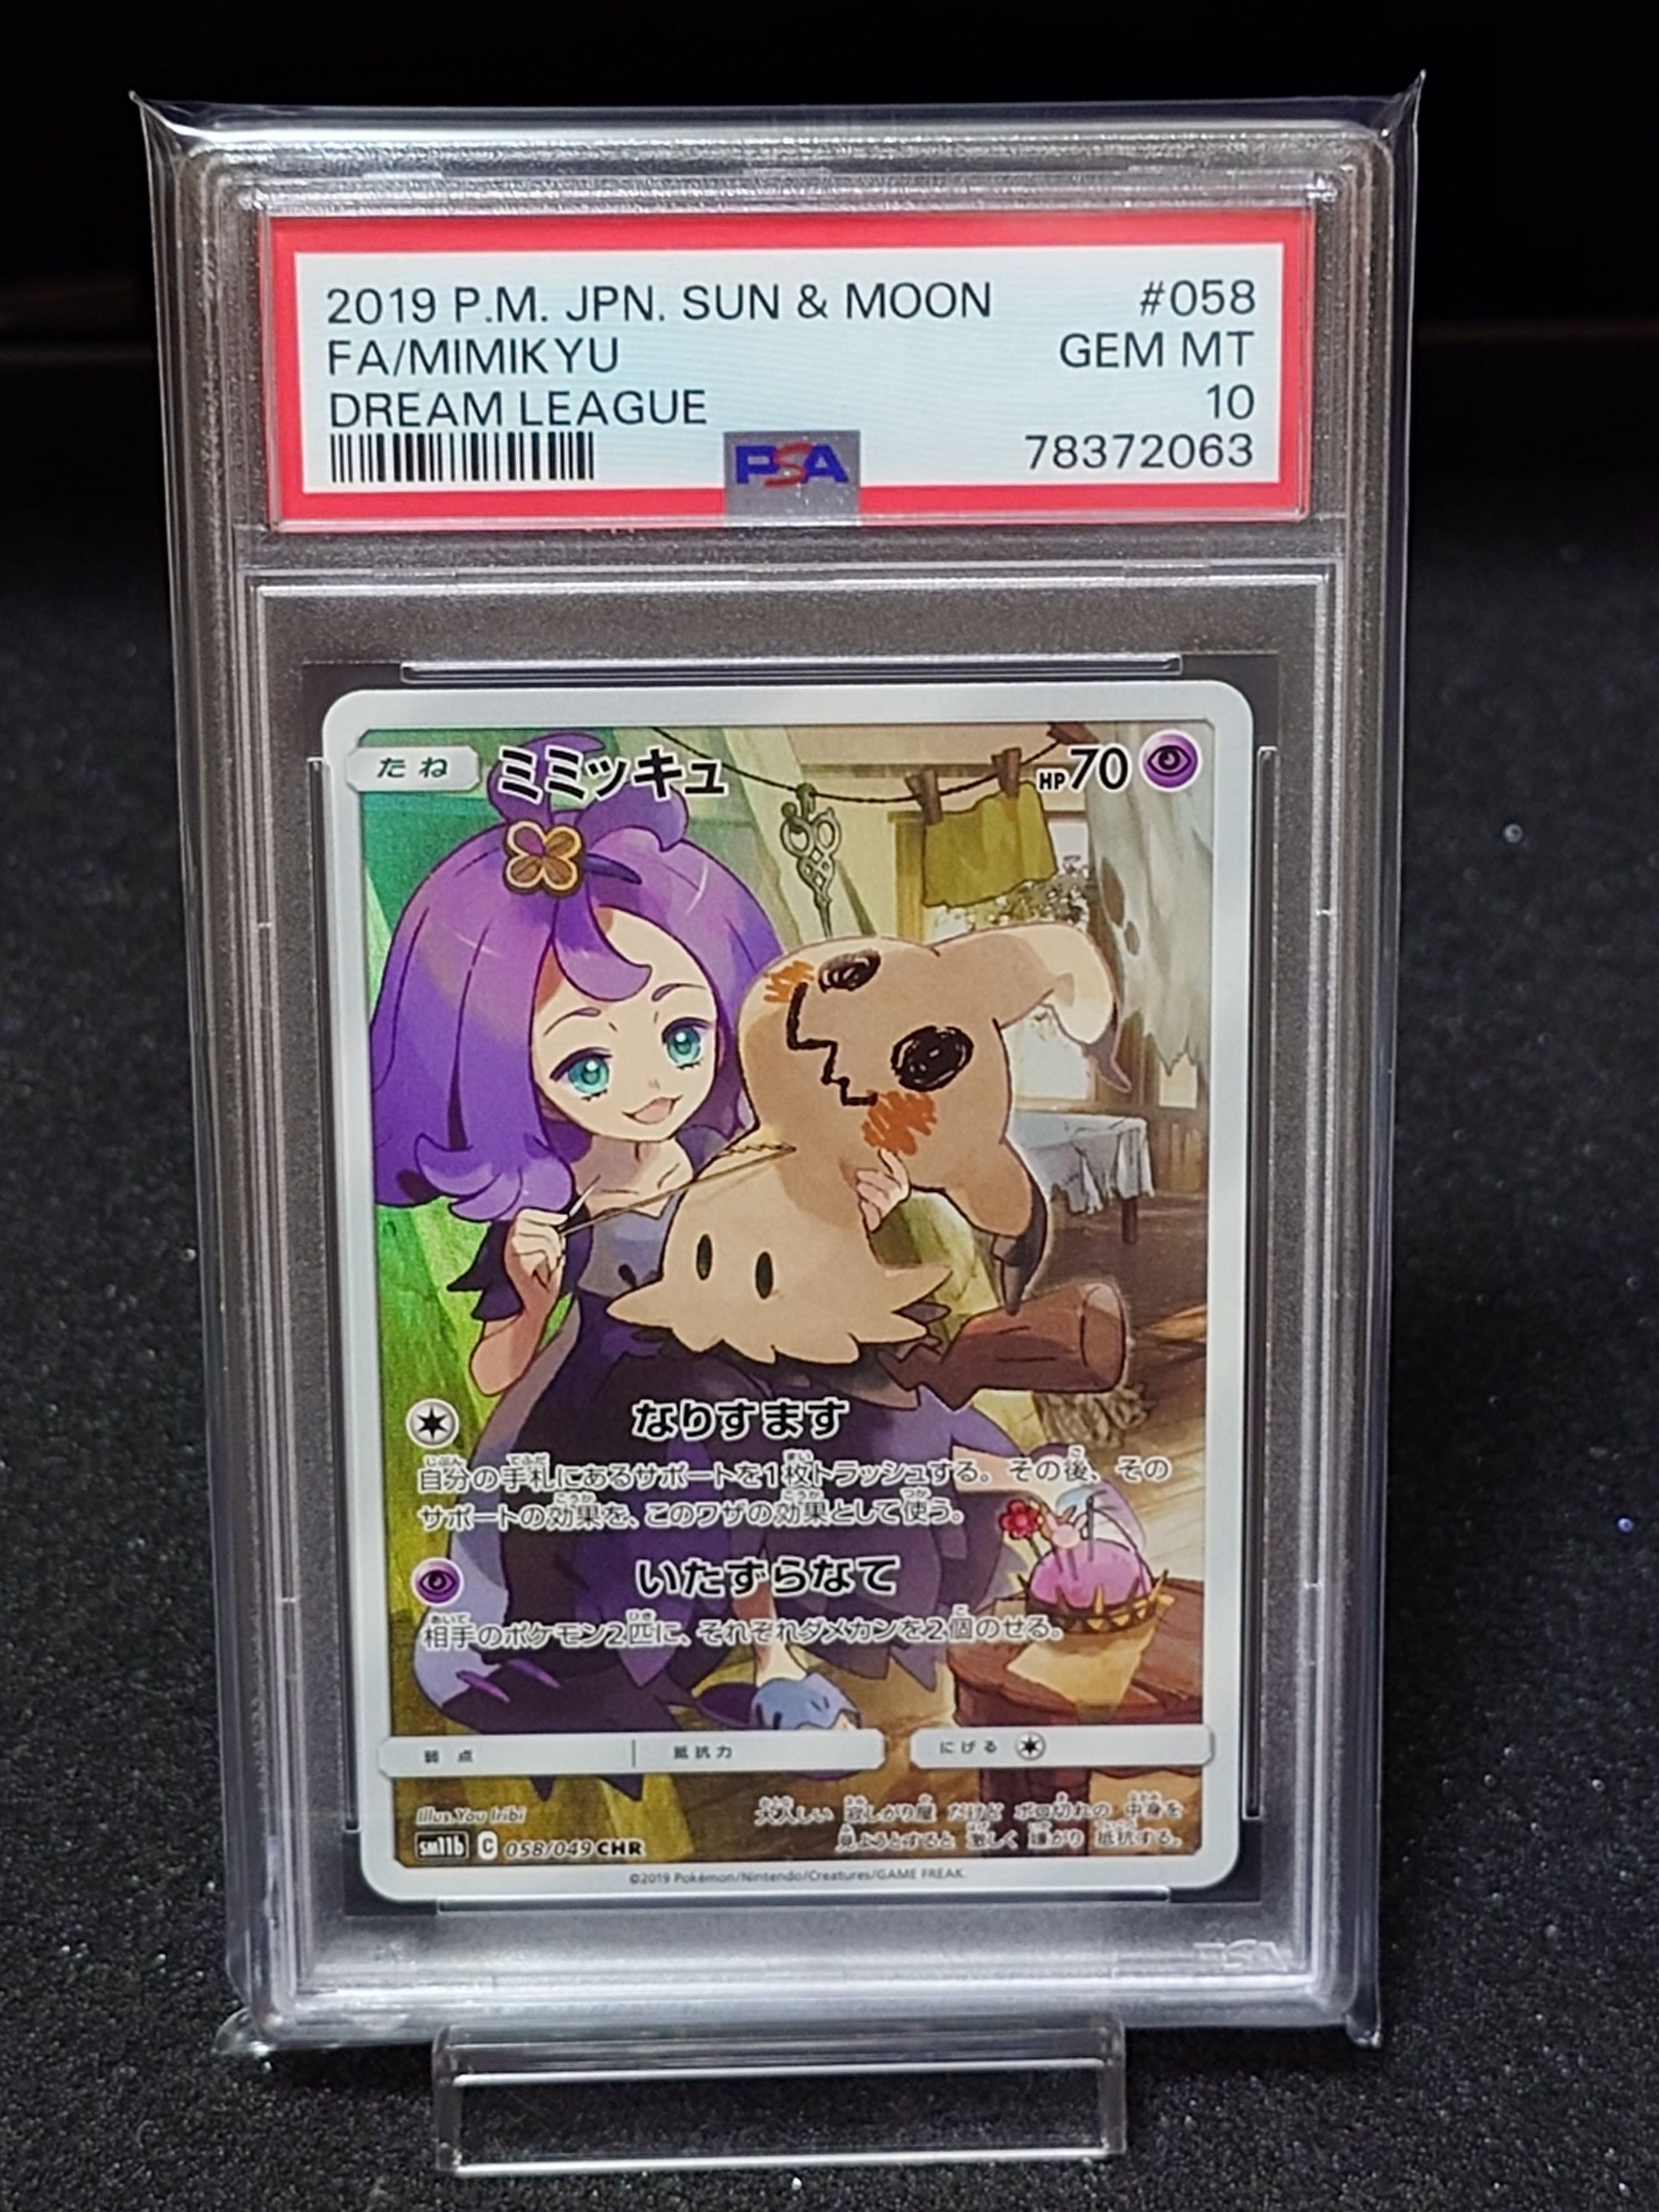 2019 P.M. JPN. SUN & MOON #058
FA/MIMIKYU GEM MT
DREAM LEAGUE 10
PSA 78372063
たね ミミッキュ HP70
なりすます
自分の手札にあるサポートを1枚トラッシュする。その後、その
サポートの効果を、このワザの効果として使う。
いたずらなて
相手のポケモン2匹に、それぞれダメカンを2個のせる。
弱点 抵抗力 にげる
Illus. You Iribi
大人しい 寂しがり屋 だけど ボロ切れの 中身を
見ようとすると 激しく 嫌がり 抵抗する。
sm11b C 058/049 CHR
©2019 Pokémon/Nintendo/Creatures/GAME FREAK.
PSA